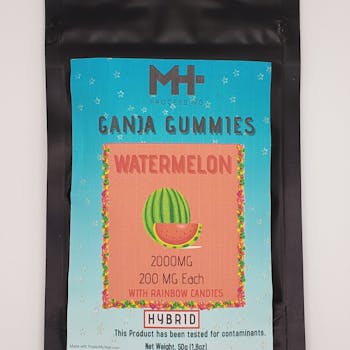 MH
GANJA GUMMIES
WATERMELON
2000MG
200 MG Each
WITH RAINBOW CANDIES
HYBRID
This Product has been tested for contaminants.
Net Weight. 50g (1.8oz)